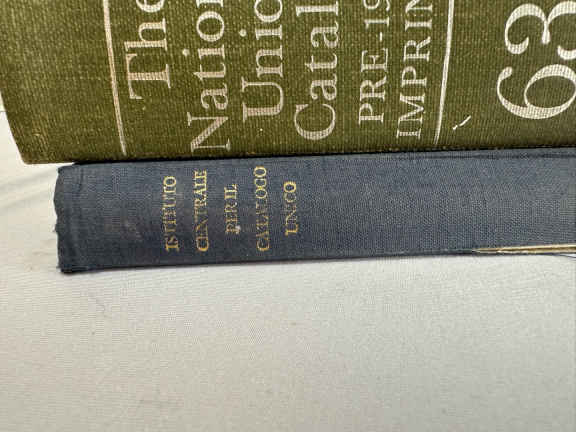 The
Nation
Unio
Catal
PRE-19
IMPRIN
63
ISTITUTO
CENTRALE
PER IL
CATALOGO
UNICO